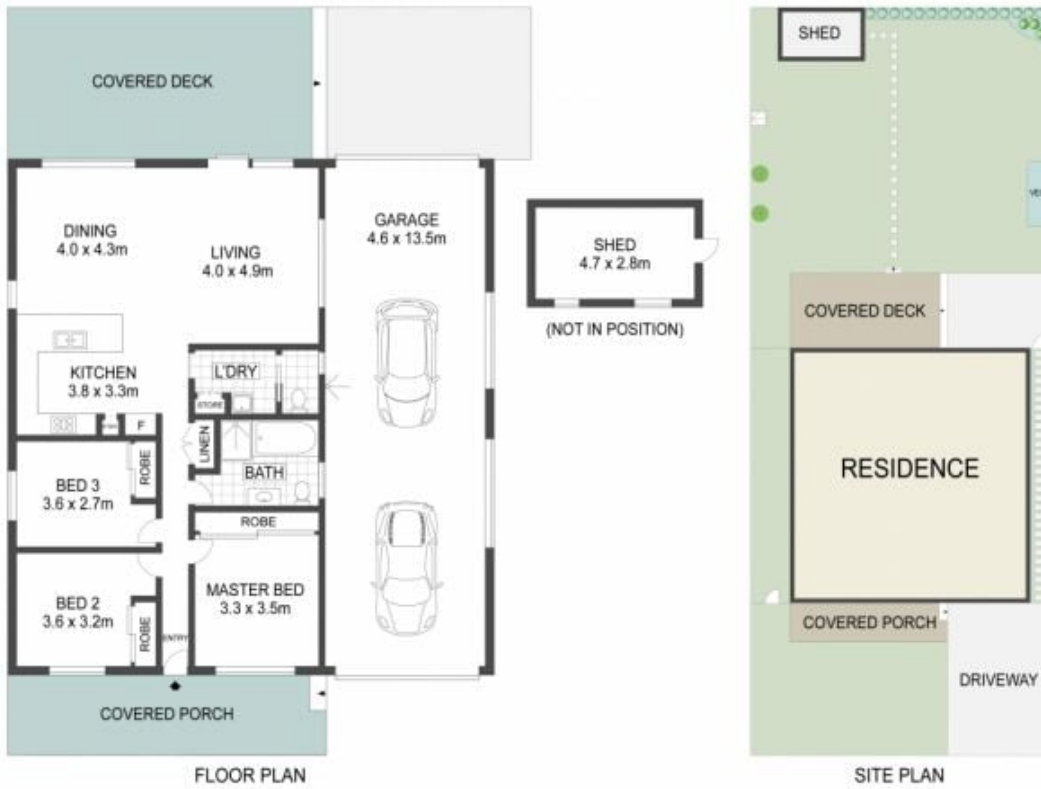 COVERED DECK
DINING
4.0 x 4.3m
LIVING
4.0 x 4.9m
GARAGE
4.6 x 13.5m
KITCHEN
3.8 x 3.3m
F
L'DRY
STORE
LINEN
BATH
BED 3
3.6 x 2.7m
ROBE
ROBE
BED 2
3.6 x 3.2m
ROBE
ENTRY
MASTER BED
3.3 x 3.5m
COVERED PORCH
FLOOR PLAN
SHED
4.7 x 2.8m
(NOT IN POSITION)
SHED
COVERED DECK
RESIDENCE
COVERED PORCH
DRIVEWAY
SITE PLAN